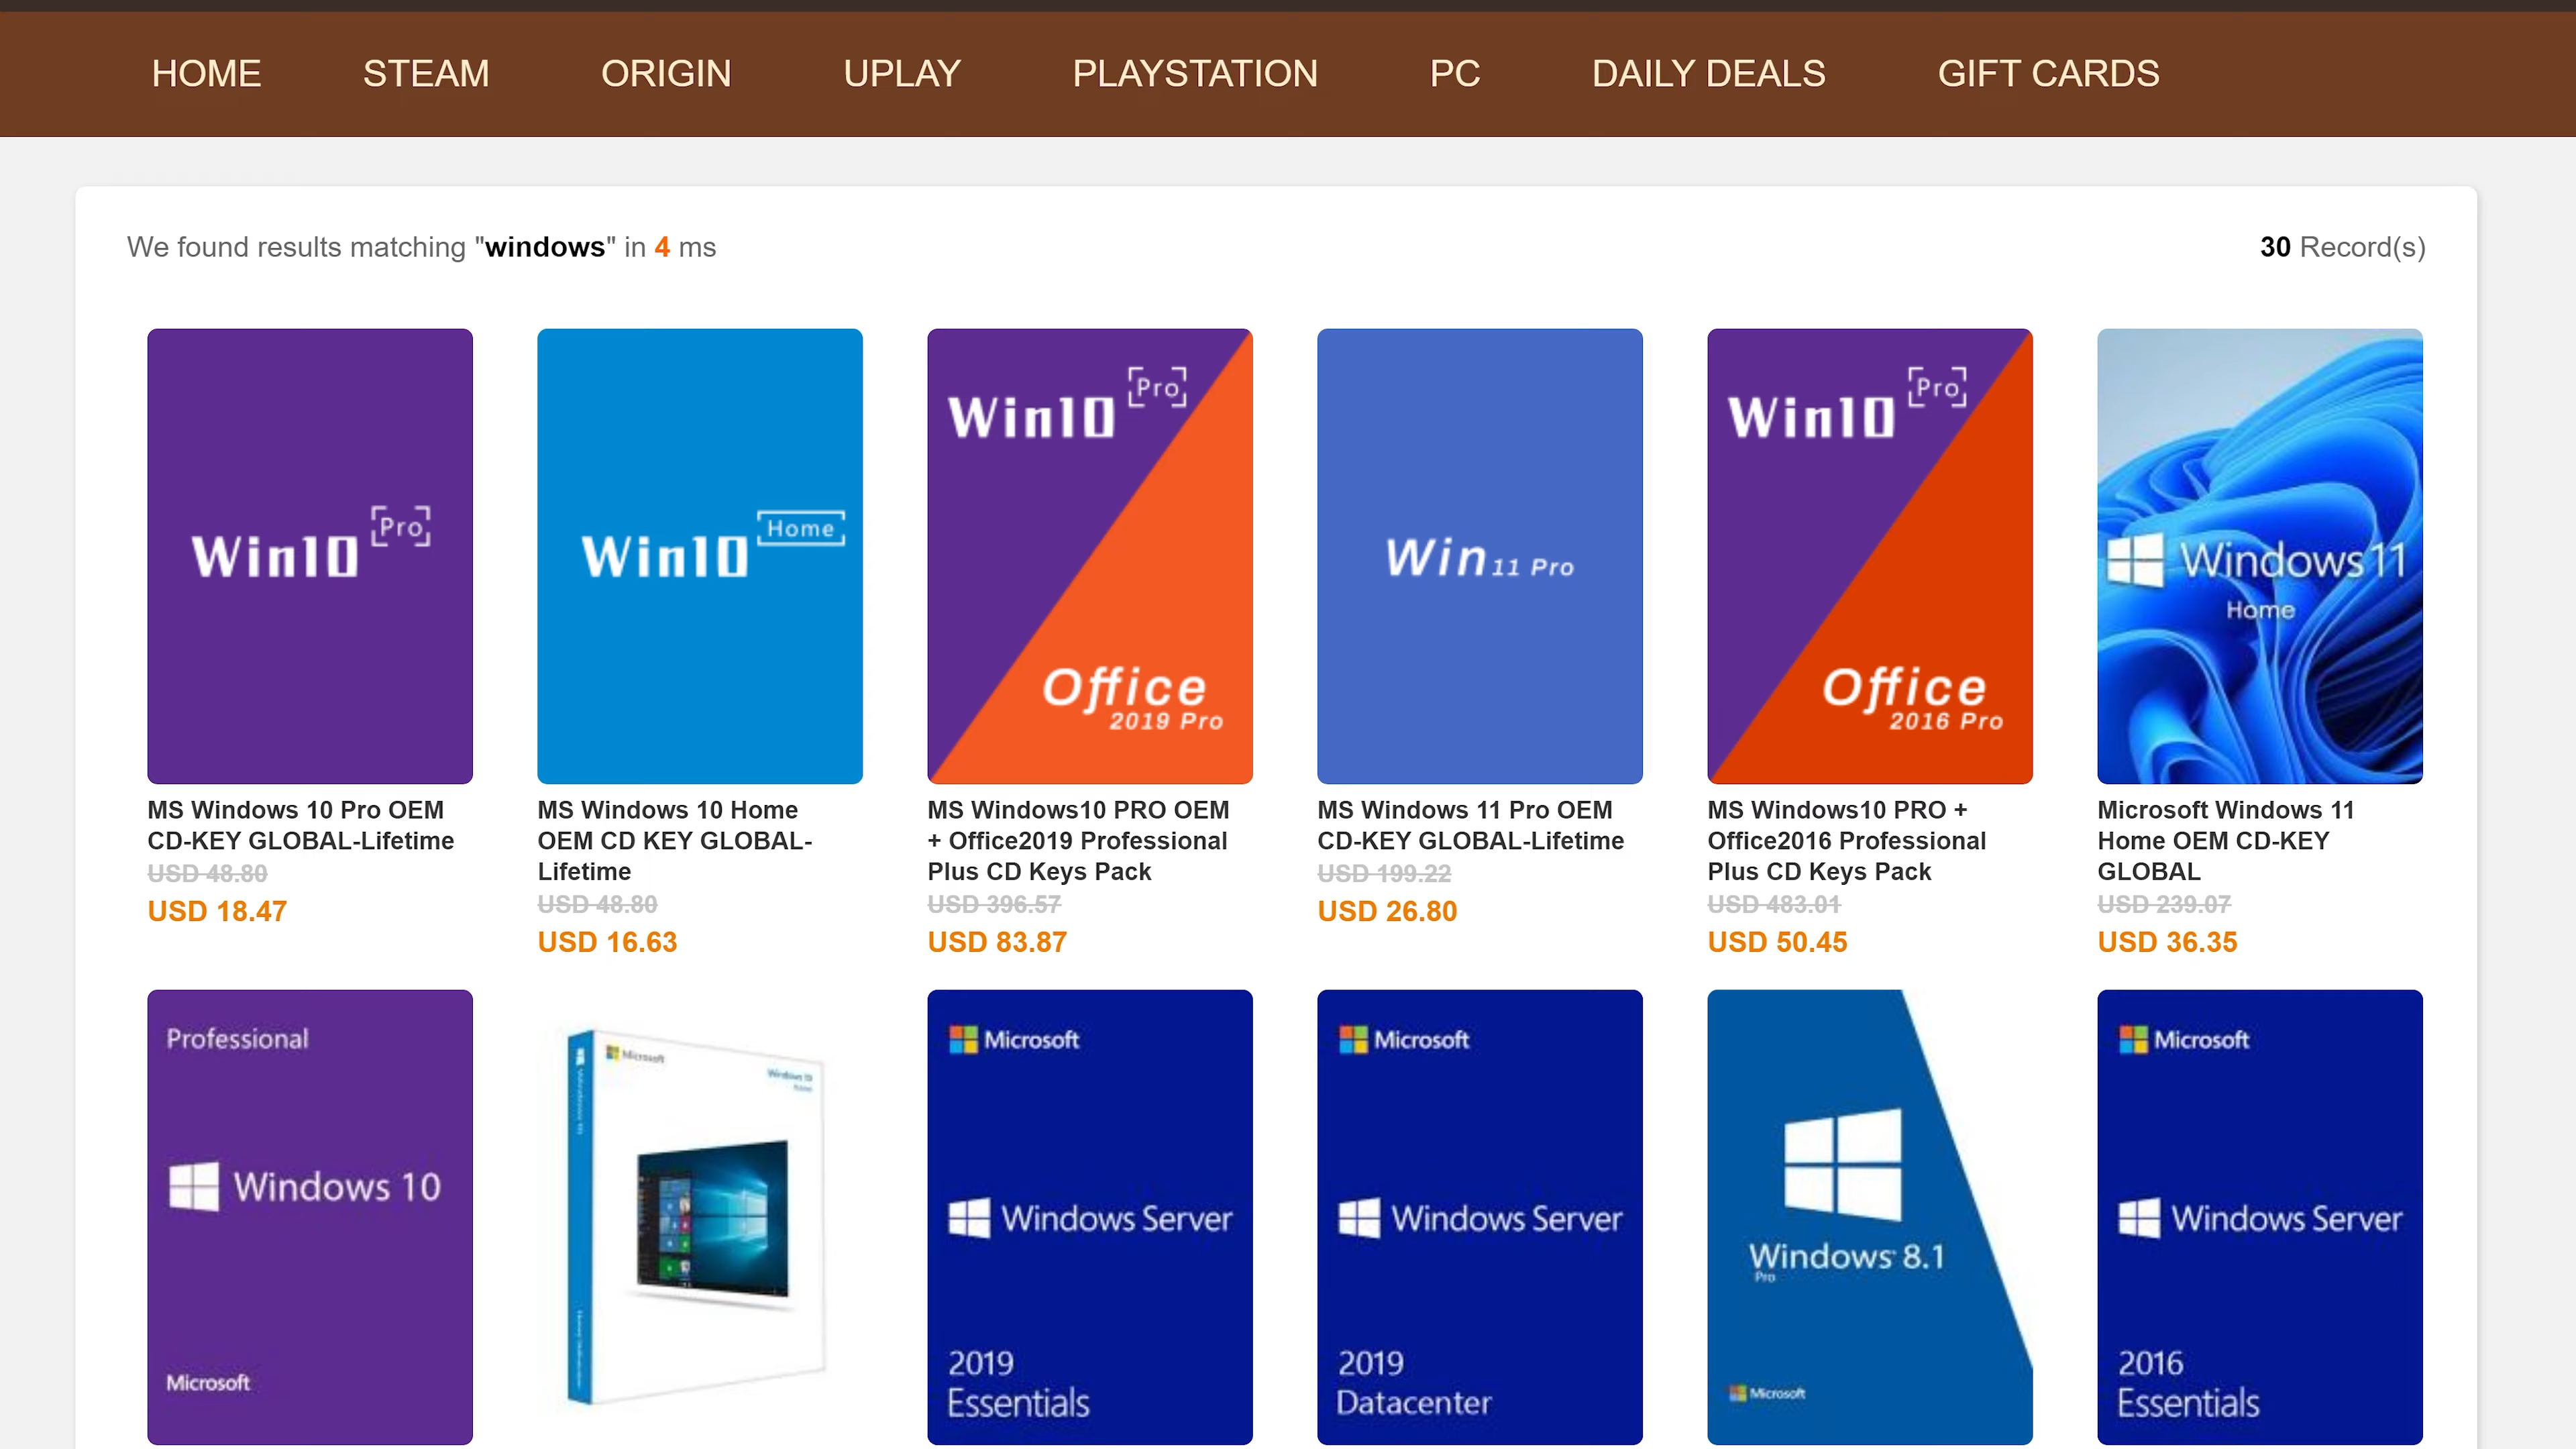 HOME STEAM ORIGIN UPLAY PLAYSTATION PC DAILY DEALS GIFT CARDS
We found results matching "windows" in 4 ms
30 Record(s)
Win10 Pro
Win10 Home
Win10 Pro
Office
2019 Pro
Win 11 Pro
Win10 Pro
Office
2016 Pro
Windows 11
Home
MS Windows 10 Pro OEM
CD-KEY GLOBAL-Lifetime
USD 48.80
USD 18.47
MS Windows 10 Home
OEM CD KEY GLOBAL-
Lifetime
USD 48.80
USD 16.63
MS Windows10 PRO OEM
+ Office2019 Professional
Plus CD Keys Pack
USD 396.57
USD 83.87
MS Windows 11 Pro OEM
CD-KEY GLOBAL-Lifetime
USD 199.22
USD 26.80
MS Windows10 PRO +
Office2016 Professional
Plus CD Keys Pack
USD 483.01
USD 50.45
Microsoft Windows 11
Home OEM CD-KEY
GLOBAL
USD 239.07
USD 36.35
Professional
Windows 10
Microsoft
Microsoft
Windows 10
Microsoft
Windows Server
2019
Essentials
Microsoft
Windows Server
2019
Datacenter
Windows 8.1
Pro
Microsoft
Microsoft
Windows Server
2016
Essentials